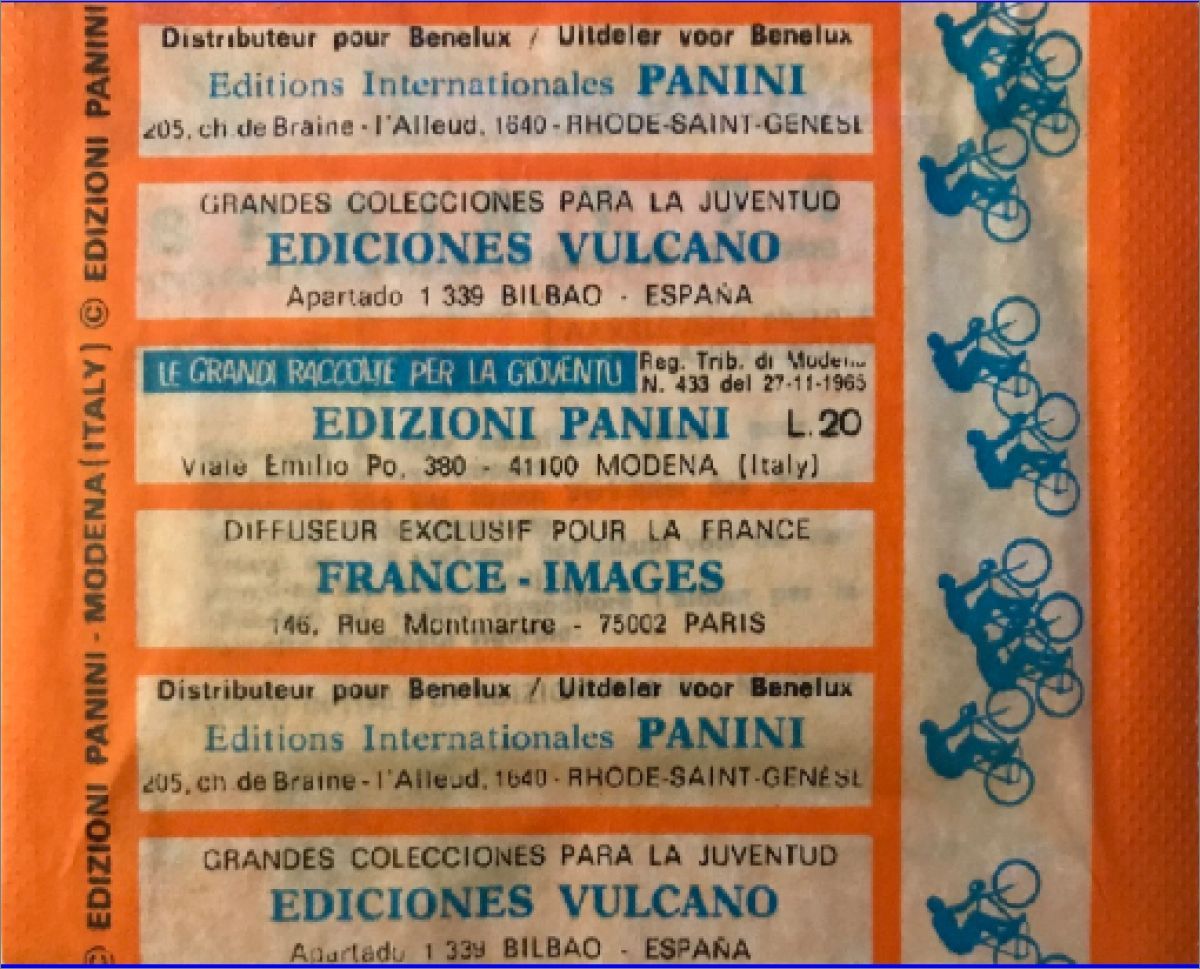 Distributeur pour Benelux / Uitdeler voor Benelux
Editions Internationales PANINI
205, ch.de Braine - l'Alleud, 1640 - RHODE-SAINT-GENÈSE
GRANDES COLECCIONES PARA LA JUVENTUD
EDICIONES VULCANO
Apartado 1 339 BILBAO - ESPAÑA
LE GRANDI RACCOLTE PER LA GIOVENTÙ
Reg. Trib. di Modena
N. 433 del 27-11-1965
EDIZIONI PANINI L.20
Viale Emilio Po, 380 - 41100 MODENA (Italy)
DIFFUSEUR EXCLUSIF POUR LA FRANCE
FRANCE - IMAGES
146, Rue Montmartre - 75002 PARIS
Distributeur pour Benelux / Uitdeler voor Benelux
Editions Internationales PANINI
205, ch.de Braine - l'Alleud, 1640 - RHODE-SAINT-GENÈSE
GRANDES COLECCIONES PARA LA JUVENTUD
EDICIONES VULCANO
Apartado 1 339 BILBAO - ESPAÑA
© EDIZIONI PANINI - MODENA (ITALY) © EDIZIONI PANINI